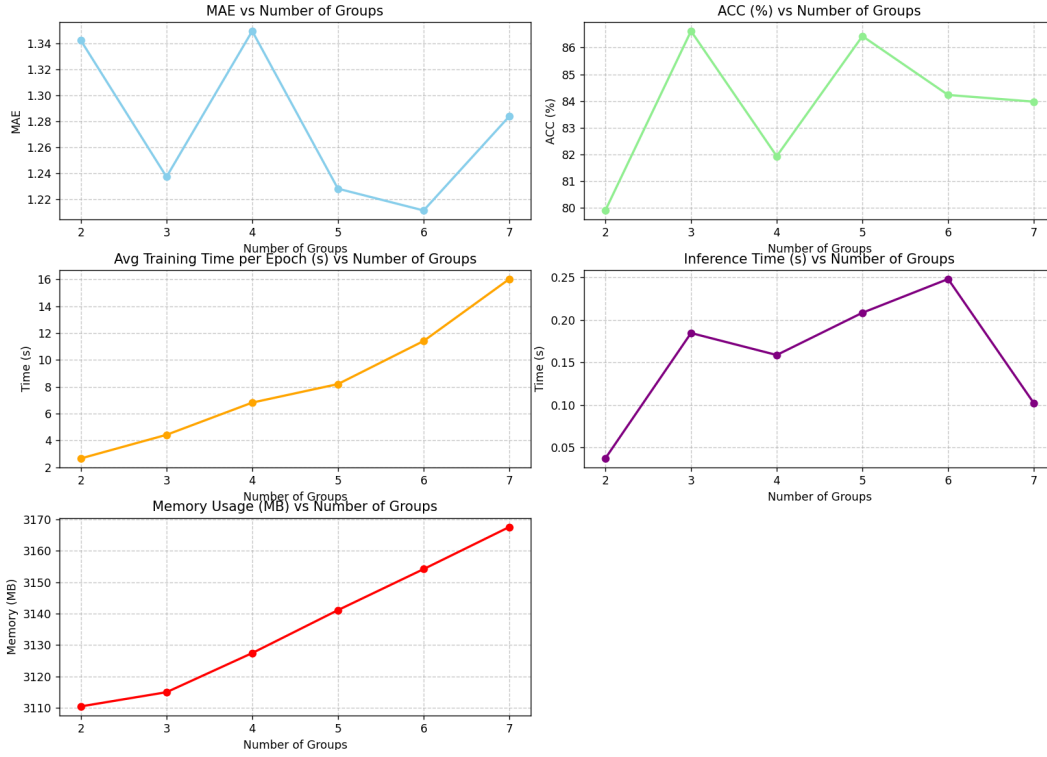 MAE vs Number of Groups
MAE
1.34
1.32
1.30
1.28
1.26
1.24
1.22
2 3 4 5 6 7
Number of Groups
ACC (%) vs Number of Groups
ACC (%)
86
85
84
83
82
81
80
2 3 4 5 6 7
Number of Groups
Avg Training Time per Epoch (s) vs Number of Groups
Time (s)
16
14
12
10
8
6
4
2
2 3 4 5 6 7
Number of Groups
Inference Time (s) vs Number of Groups
Time (s)
0.25
0.20
0.15
0.10
0.05
2 3 4 5 6 7
Number of Groups
Memory Usage (MB) vs Number of Groups
Memory (MB)
3170
3160
3150
3140
3130
3120
3110
2 3 4 5 6 7
Number of Groups